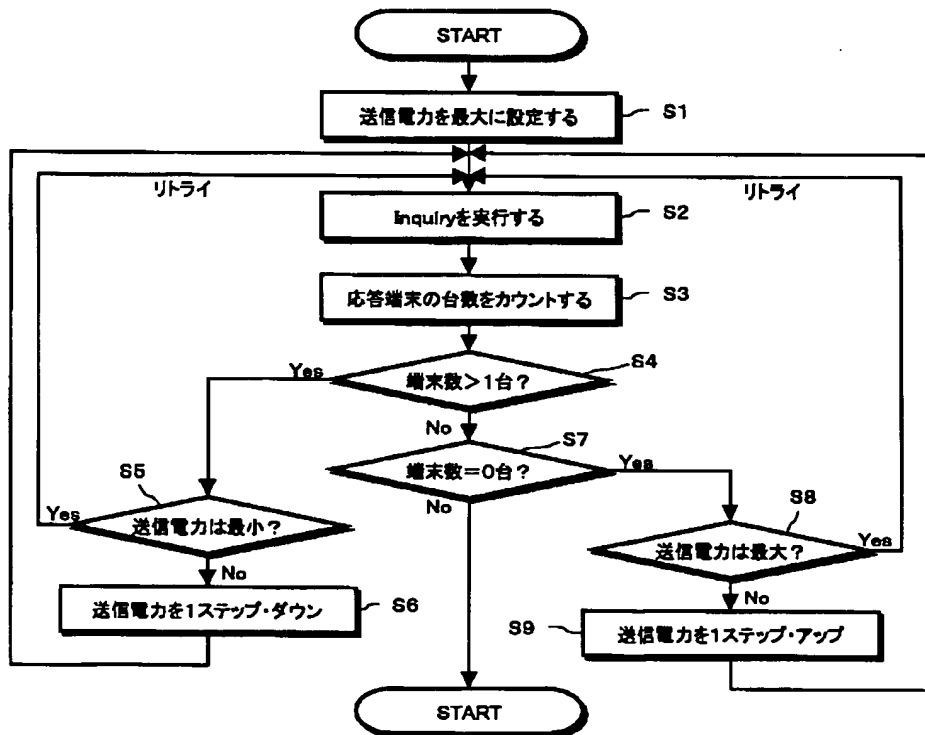 START
送信電力を最大に設定する
S1
リトライ
リトライ
Inquiryを実行する
S2
応答端末の台数をカウントする
S3
端末数＞1台？
S4
Yes
No
端末数＝0台？
S7
Yes
No
送信電力は最小？
S5
Yes
No
送信電力は最大？
S8
Yes
No
送信電力を1ステップ・ダウン
S6
送信電力を1ステップ・アップ
S9
START